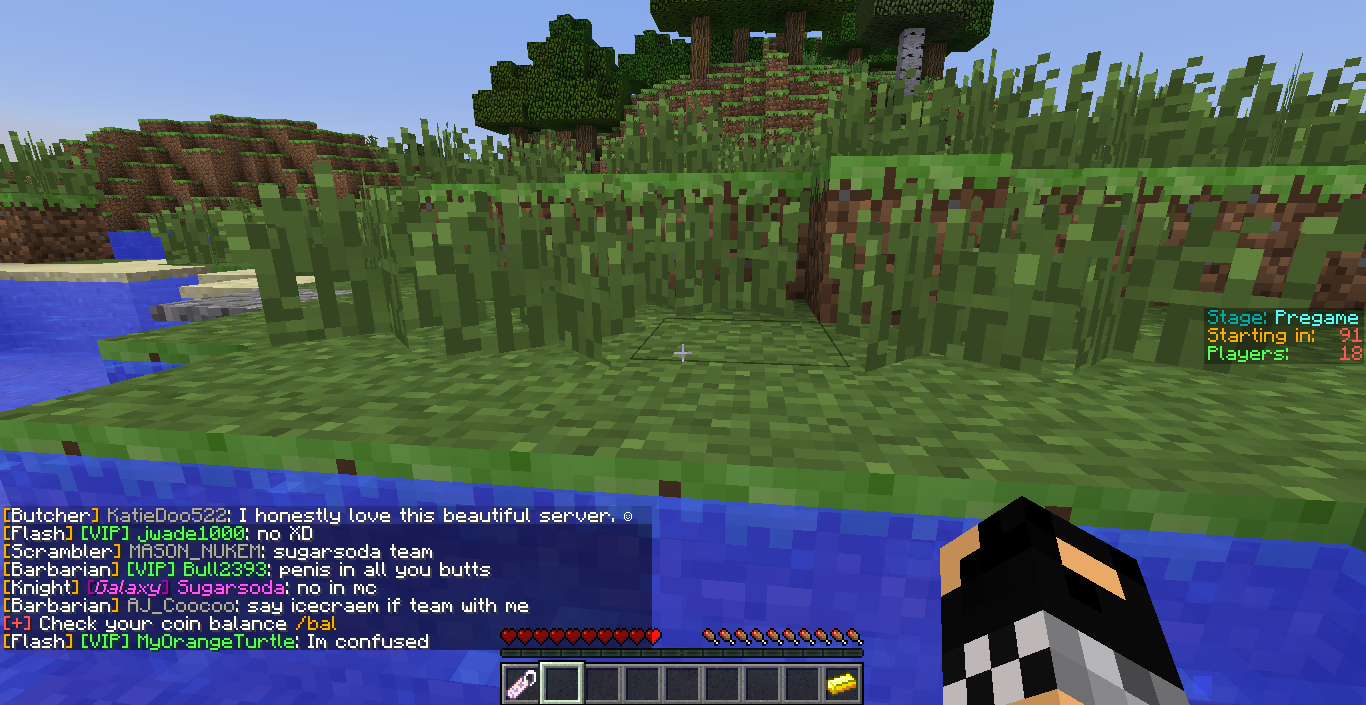 Stage: Pregame
Starting in: 91
Players: 18
[Butcher] KatieDoo522: I honestly love this beautiful server. ☺
[Flash] [VIP] jwade1000: no XD
[Scrambler] MASON_NUKEM: sugarsoda team
[Barbarian] [VIP] Bull2393: penis in all you butts
[Knight] [Galaxy] Sugarsoda: no in mc
[Barbarian] AJ_Coocoo: say icecraem if team with me
[+] Check your coin balance /bal
[Flash] [VIP] MyOrangeTurtle: Im confused